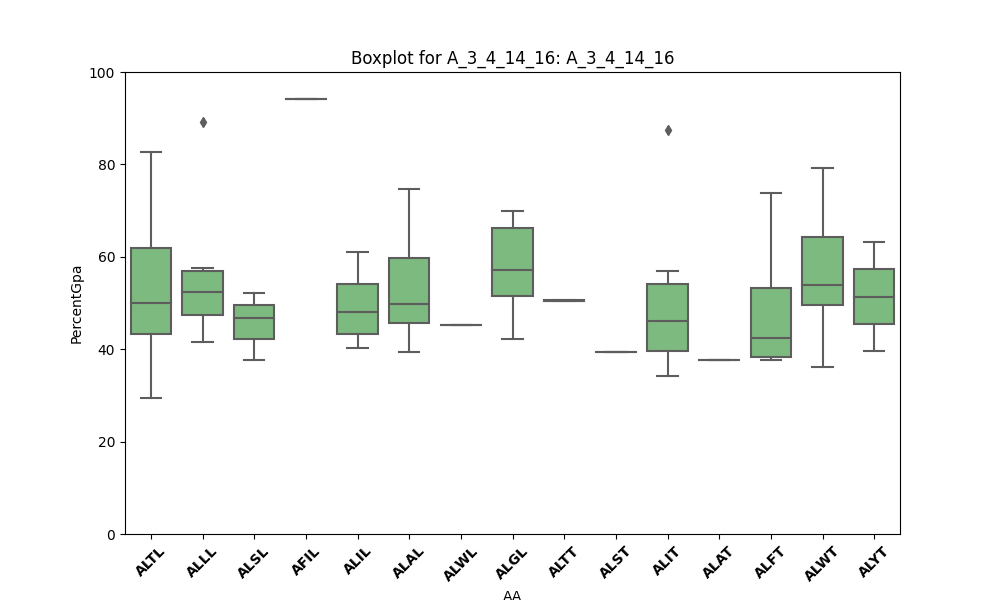 Boxplot for A_3_4_14_16: A_3_4_14_16
PercentGpa
100
80
60
40
20
0
ALTL ALLL ALSL AFIL ALIL ALAL ALWL ALGL ALTT ALST ALIT ALAT ALFT ALWT ALYT
AA